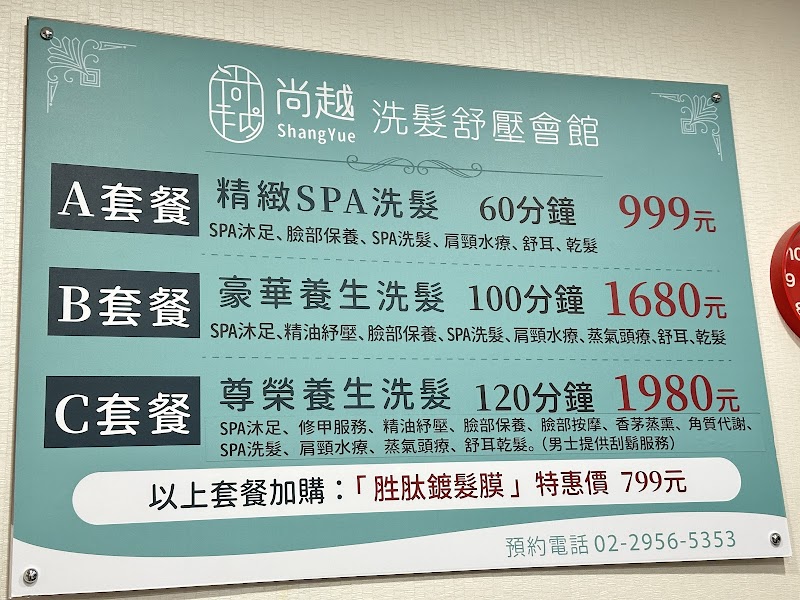 尚越
ShangYue
洗髮舒壓會館
A套餐 精緻SPA洗髮 60分鐘 999元
SPA沐足、臉部保養、SPA洗髮、肩頸水療、舒耳、乾髮
B套餐 豪華養生洗髮 100分鐘 1680元
SPA沐足、精油紓壓、臉部保養、SPA洗髮、肩頸水療、蒸氣頭療、舒耳、乾髮
C套餐 尊榮養生洗髮 120分鐘 1980元
SPA沐足、修甲服務、精油紓壓、臉部保養、臉部按摩、香茅蒸熏、角質代謝、
SPA洗髮、肩頸水療、蒸氣頭療、舒耳乾髮。(男士提供刮鬍服務)
以上套餐加購：「胜肽鍍髮膜」特惠價 799元
預約電話 02-2956-5353
10
9